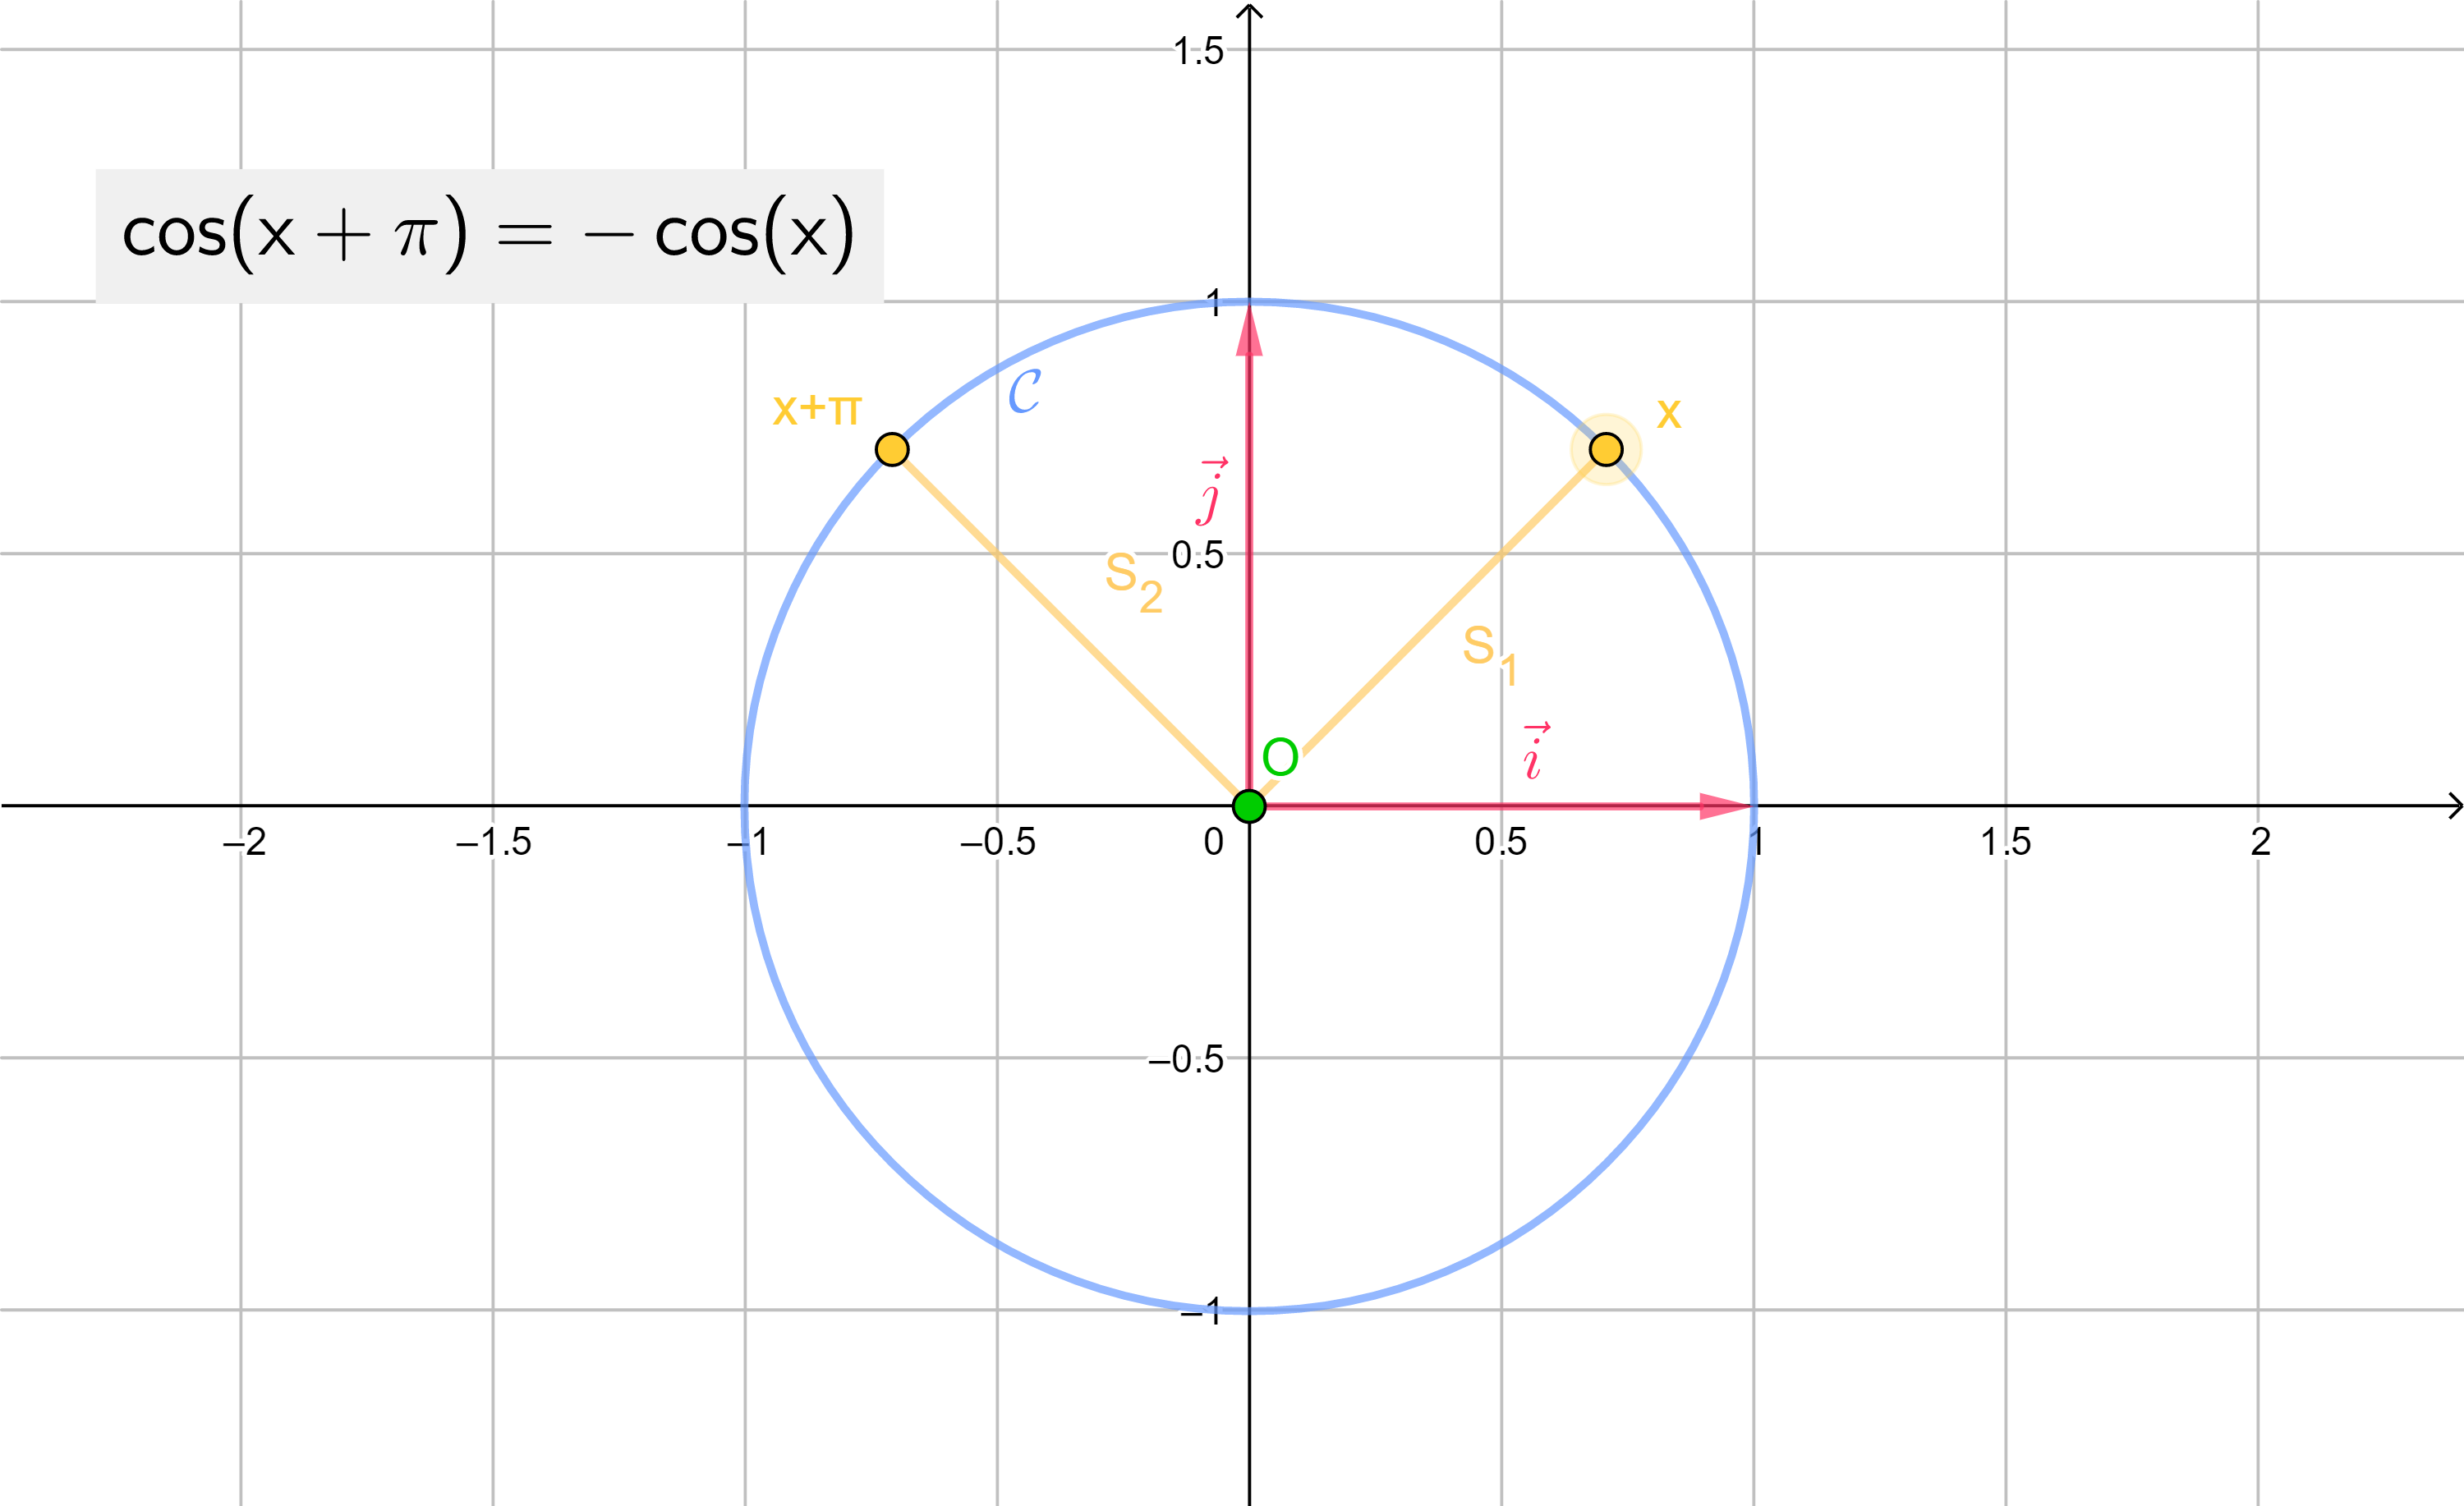 1.5
cos(x + π) = − cos(x)
1
𝒞
x+π
x
j⃗
S₂
0.5
S₁
i⃗
O
−2 −1.5 −1 −0.5 0 0.5 1 1.5 2
−0.5
−1